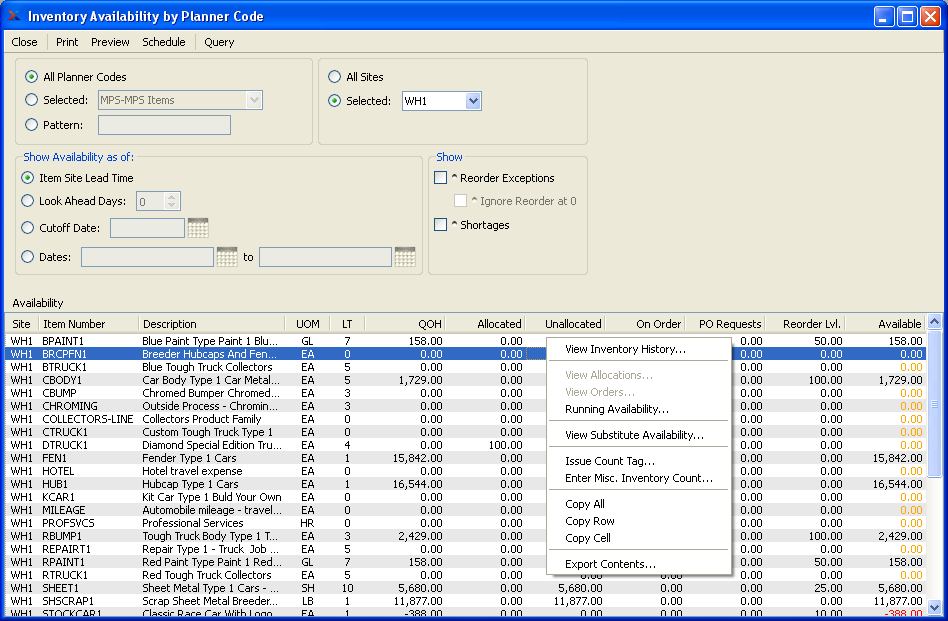 Inventory Availability by Planner Code
Close Print Preview Schedule Query
All Planner Codes
Selected: MPS-MPS Items
Pattern:
All Sites
Selected: WH1
Show Availability as of:
Item Site Lead Time
Look Ahead Days: 0
Cutoff Date:
Dates: to
Show
^ Reorder Exceptions
^ Ignore Reorder at 0
^ Shortages
Availability
Site Item Number Description UOM LT QOH Allocated Unallocated On Order PO Requests Reorder Lvl. Available
WH1 BPAINT1 Blue Paint Type Paint 1 Blu... GL 7 158.00 0.00 158.00 0.00 0.00 50.00 158.00
WH1 BRCPFN1 Breeder Hubcaps And Fen... EA 0 0.00 0.00 0.00 0.00 0.00
WH1 BTRUCK1 Blue Tough Truck Collectors EA 5 0.00 0.00 0.00 0.00 0.00
WH1 CBODY1 Car Body Type 1 Car Metal... EA 5 1,729.00 0.00 0.00 100.00 1,729.00
WH1 CBUMP Chromed Bumper Chromed... EA 3 0.00 0.00 0.00 0.00 0.00
WH1 CHROMING Outside Process - Chromin... EA 3 0.00 0.00 0.00 0.00 0.00
WH1 COLLECTORS-LINE Collectors Product Family EA 0 0.00 0.00 0.00 0.00 0.00
WH1 CTRUCK1 Custom Tough Truck Type 1 EA 0 0.00 0.00 0.00 0.00 0.00
WH1 DTRUCK1 Diamond Special Edition Tru... EA 4 0.00 100.00 0.00 0.00 0.00
WH1 FEN1 Fender Type 1 Cars EA 1 15,842.00 0.00 0.00 0.00 15,842.00
WH1 HOTEL Hotel travel expense EA 0 0.00 0.00 0.00 0.00 0.00
WH1 HUB1 Hubcap Type 1 Cars EA 1 16,544.00 0.00 0.00 0.00 16,544.00
WH1 KCAR1 Kit Car Type 1 Buld Your Own EA 0 0.00 0.00 0.00 0.00 0.00
WH1 MILEAGE Automobile mileage - travel... EA 0 0.00 0.00 0.00 0.00 0.00
WH1 PROFSVCS Professional Services HR 0 0.00 0.00 0.00 0.00 0.00
WH1 RBUMP1 Tough Truck Body Type 1 T... EA 3 2,429.00 0.00 0.00 100.00 2,429.00
WH1 REPAIRT1 Repair Type 1 - Truck Job ... EA 5 0.00 0.00 0.00 0.00 0.00
WH1 RPAINT1 Red Paint Type Paint 1 Red... GL 7 158.00 0.00 0.00 50.00 158.00
WH1 RTRUCK1 Red Tough Truck Collectors EA 5 0.00 0.00 0.00 0.00 0.00 0.00 0.00
WH1 SHEET1 Sheet Metal Type 1 Cars - ... SH 10 5,680.00 0.00 5,680.00 0.00 0.00 25.00 5,680.00
WH1 SHSCRAP1 Scrap Sheet Metal Breeder... LB 1 11,877.00 0.00 11,877.00 0.00 0.00 0.00 11,877.00
WH1 STOCKCAR1 Classic Race Car With Logo EA 1 -388.00 0.00 -388.00 0.00 0.00 10.00 -388.00
View Inventory History...
View Allocations...
View Orders...
Running Availability...
View Substitute Availability...
Issue Count Tag...
Enter Misc. Inventory Count...
Copy All
Copy Row
Copy Cell
Export Contents...